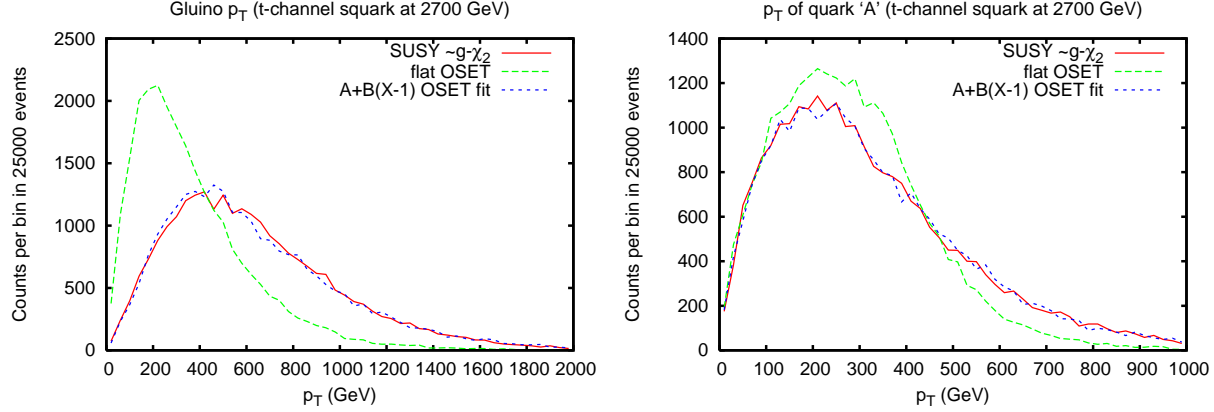 Gluino pT (t-channel squark at 2700 GeV)
Counts per bin in 25000 events
2500
2000
1500
1000
500
0
SUSY ~g-χ2
flat OSET
A+B(X-1) OSET fit
0 200 400 600 800 1000 1200 1400 1600 1800 2000
pT (GeV)
pT of quark ‘A’ (t-channel squark at 2700 GeV)
Counts per bin in 25000 events
1400
1200
1000
800
600
400
200
0
SUSY ~g-χ2
flat OSET
A+B(X-1) OSET fit
0 100 200 300 400 500 600 700 800 900 1000
pT (GeV)